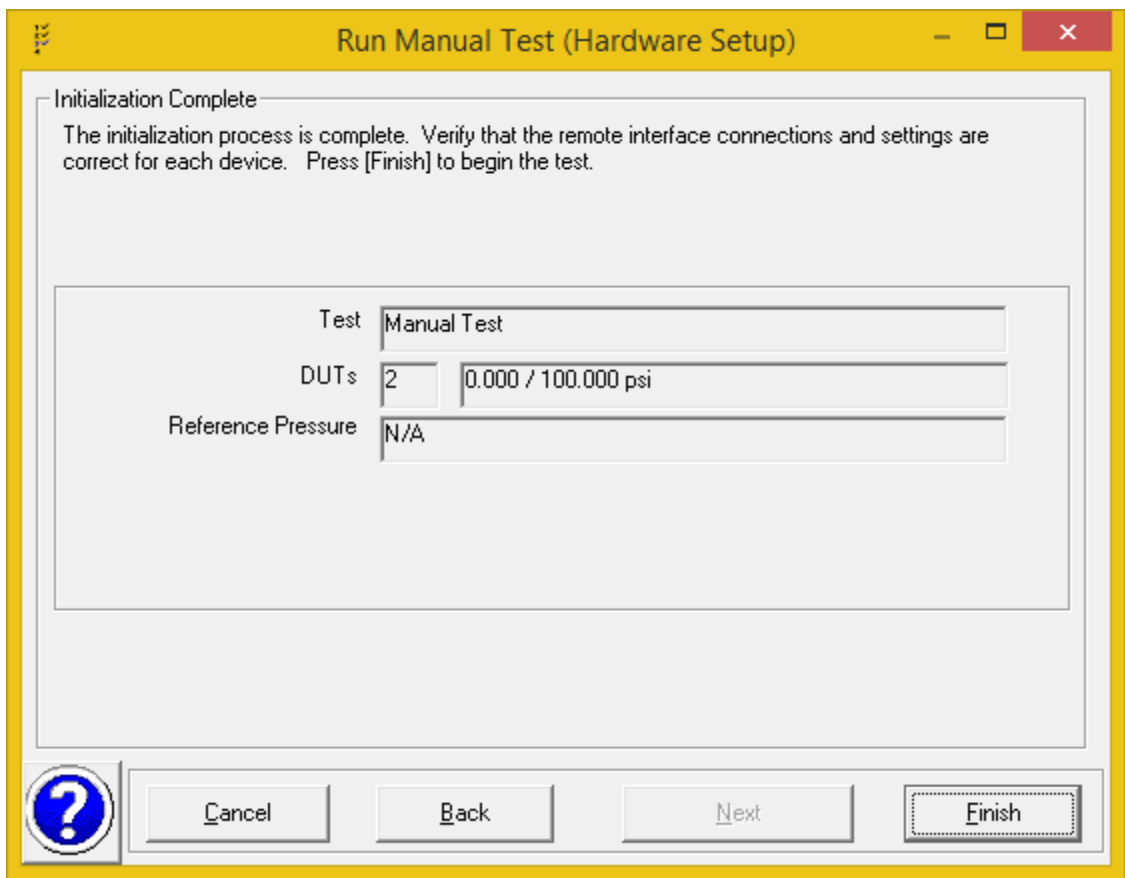 Run Manual Test (Hardware Setup)
Initialization Complete
The initialization process is complete.  Verify that the remote interface connections and settings are
correct for each device.   Press [Finish] to begin the test.
Test Manual Test
DUTs 2 0.000 / 100.000 psi
Reference Pressure N/A
? Cancel Back Next Finish